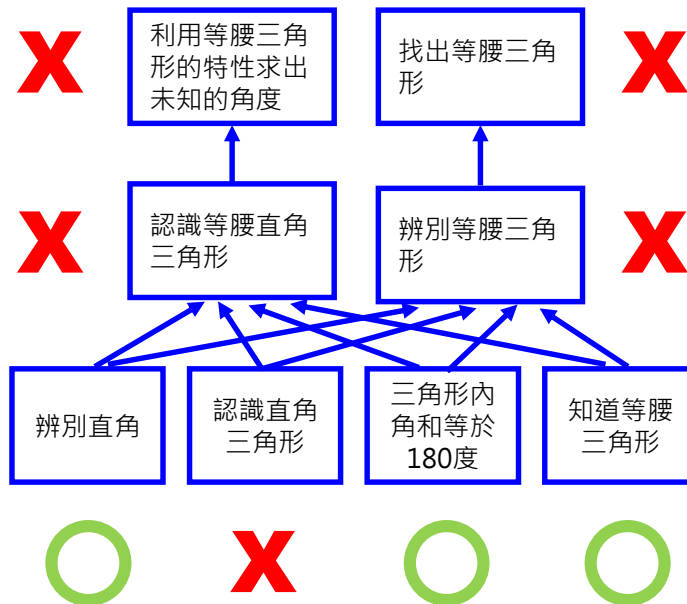 利用等腰三角
形的特性求出
未知的角度
找出等腰三角
形
認識等腰直角
三角形
辨別等腰三角
形
辨別直角
認識直角
三角形
三角形內
角和等於
180度
知道等腰
三角形